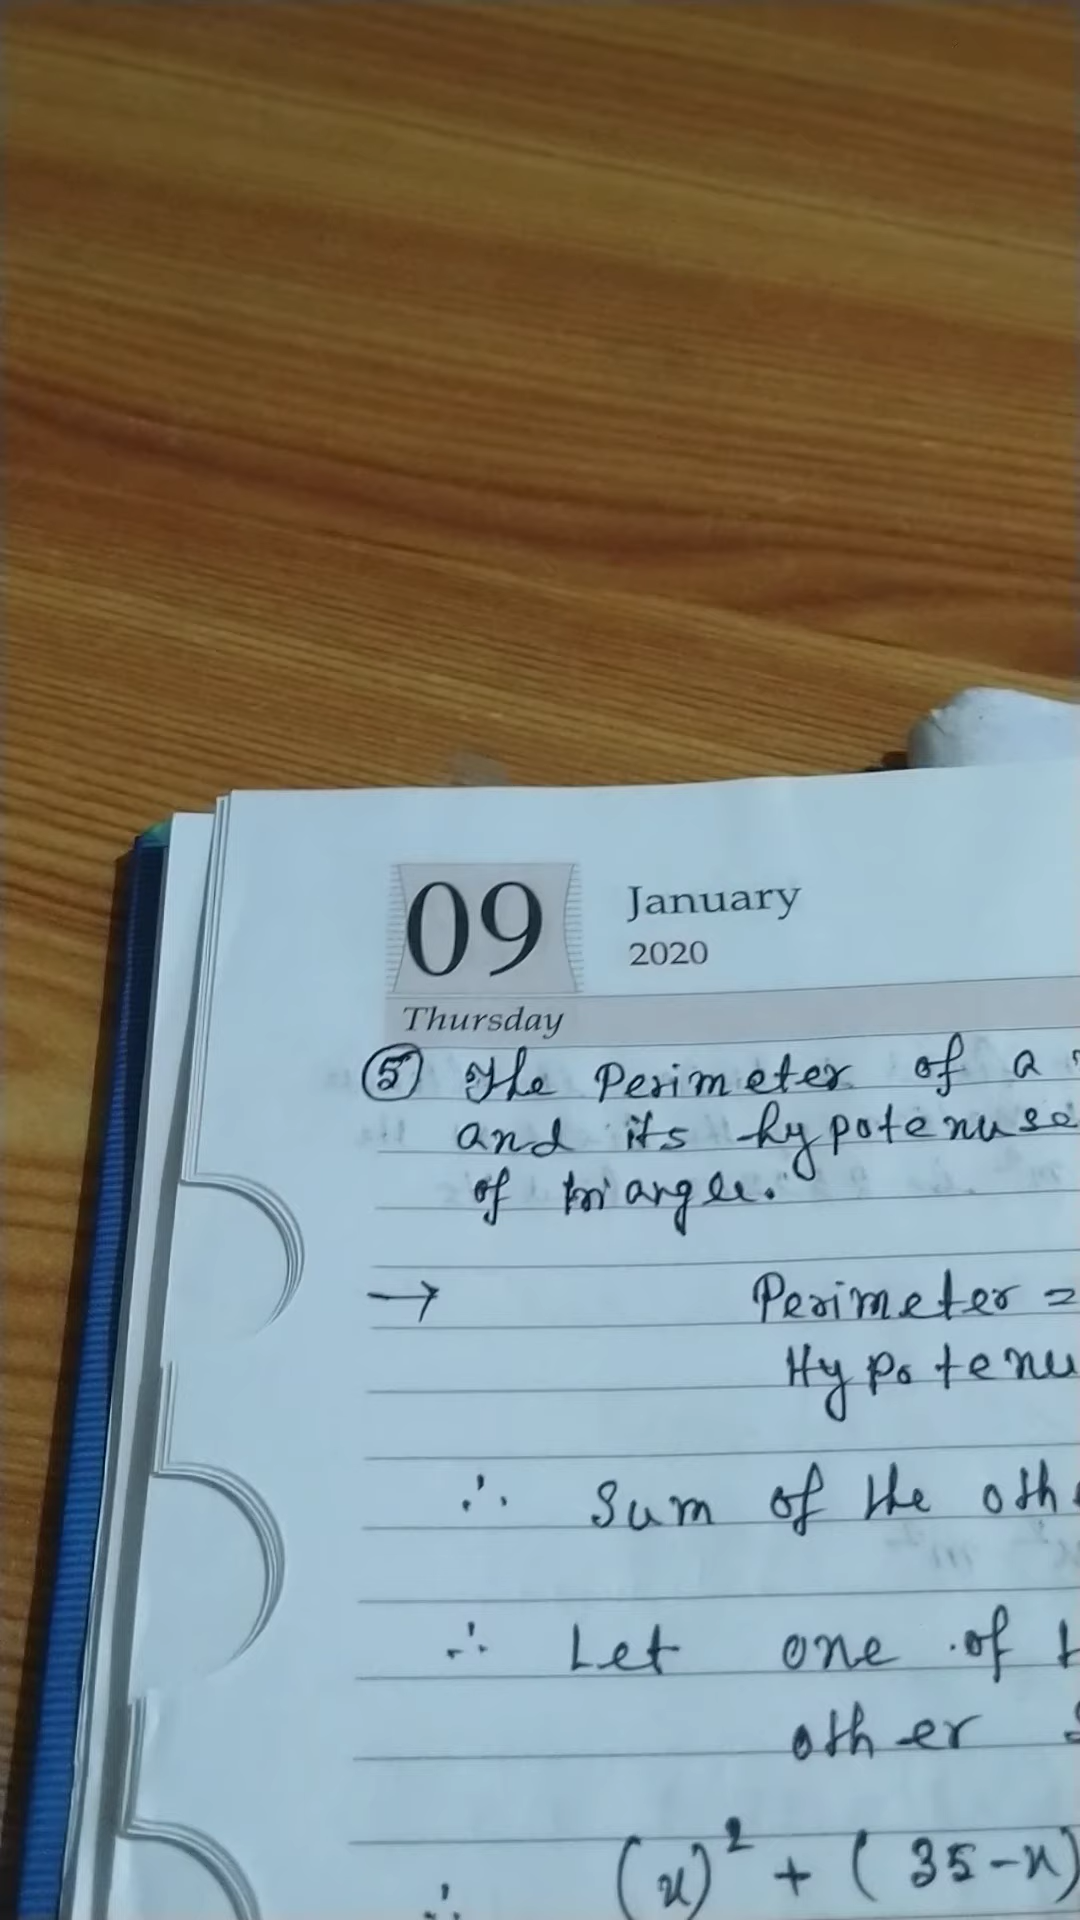 09
January
2020
Thursday
⑤ The Perimeter of a
and its hypotenuse
of triangle.
→ Perimeter =
Hypotenu
∴ Sum of the oth
∴ Let one of t
other s
∴ (x)² + ( 35-x)